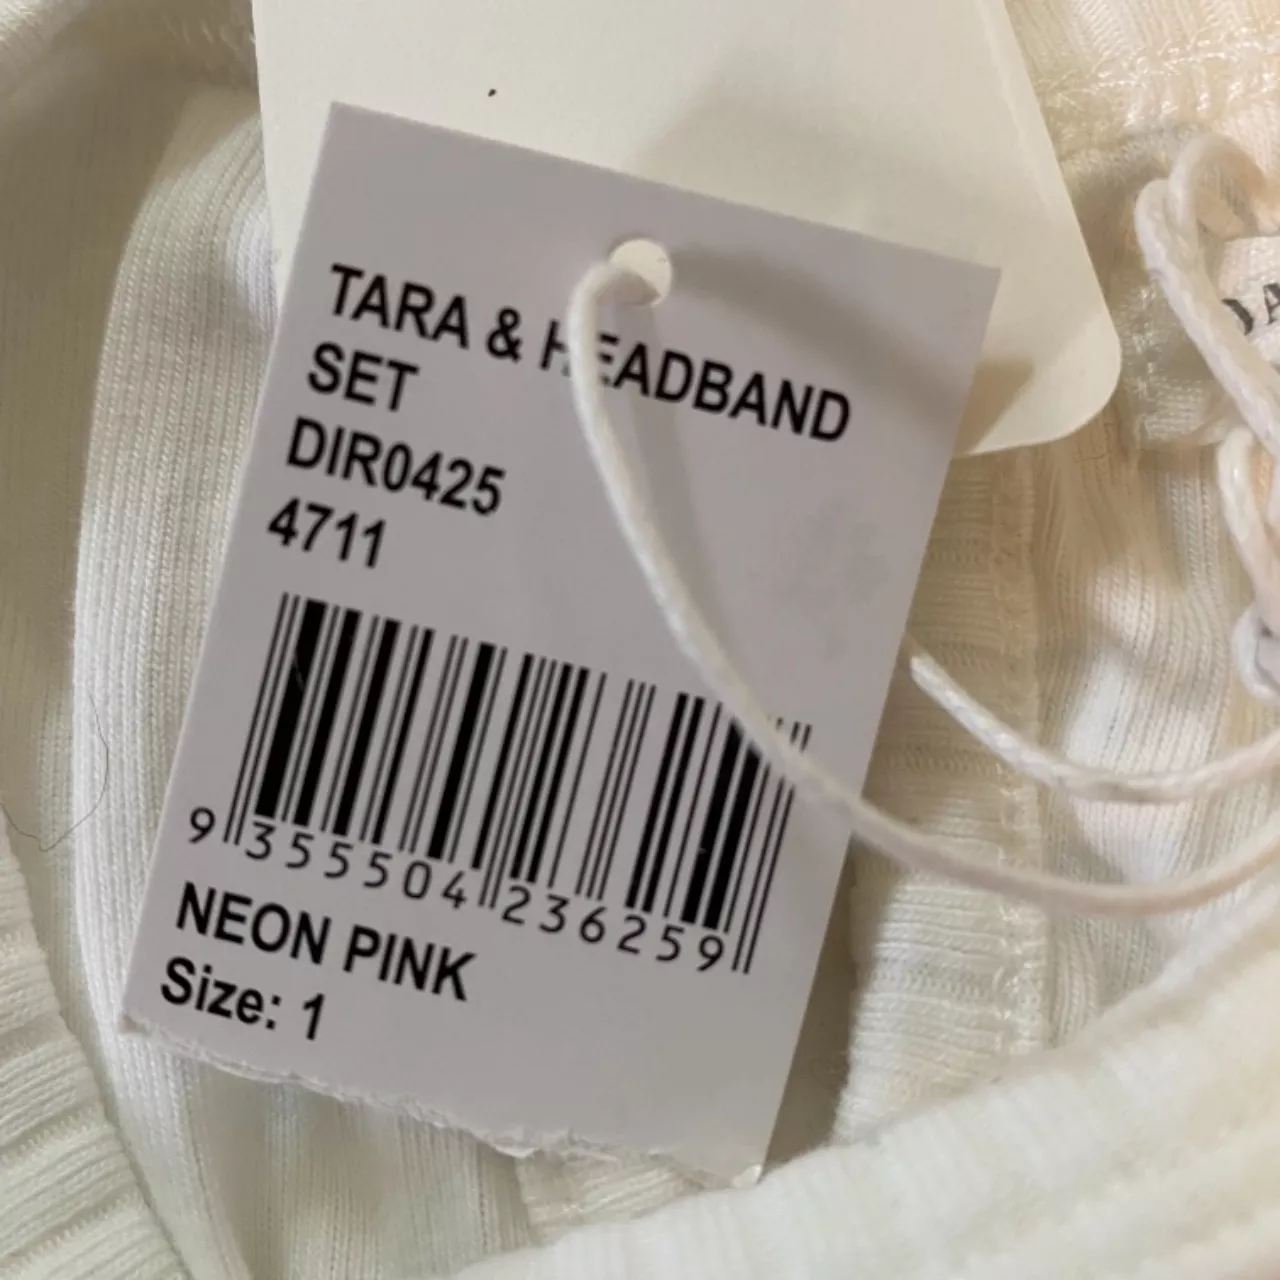 TARA & HEADBAND
SET
DIR0425
4711
9 355504 236259
NEON PINK
Size: 1